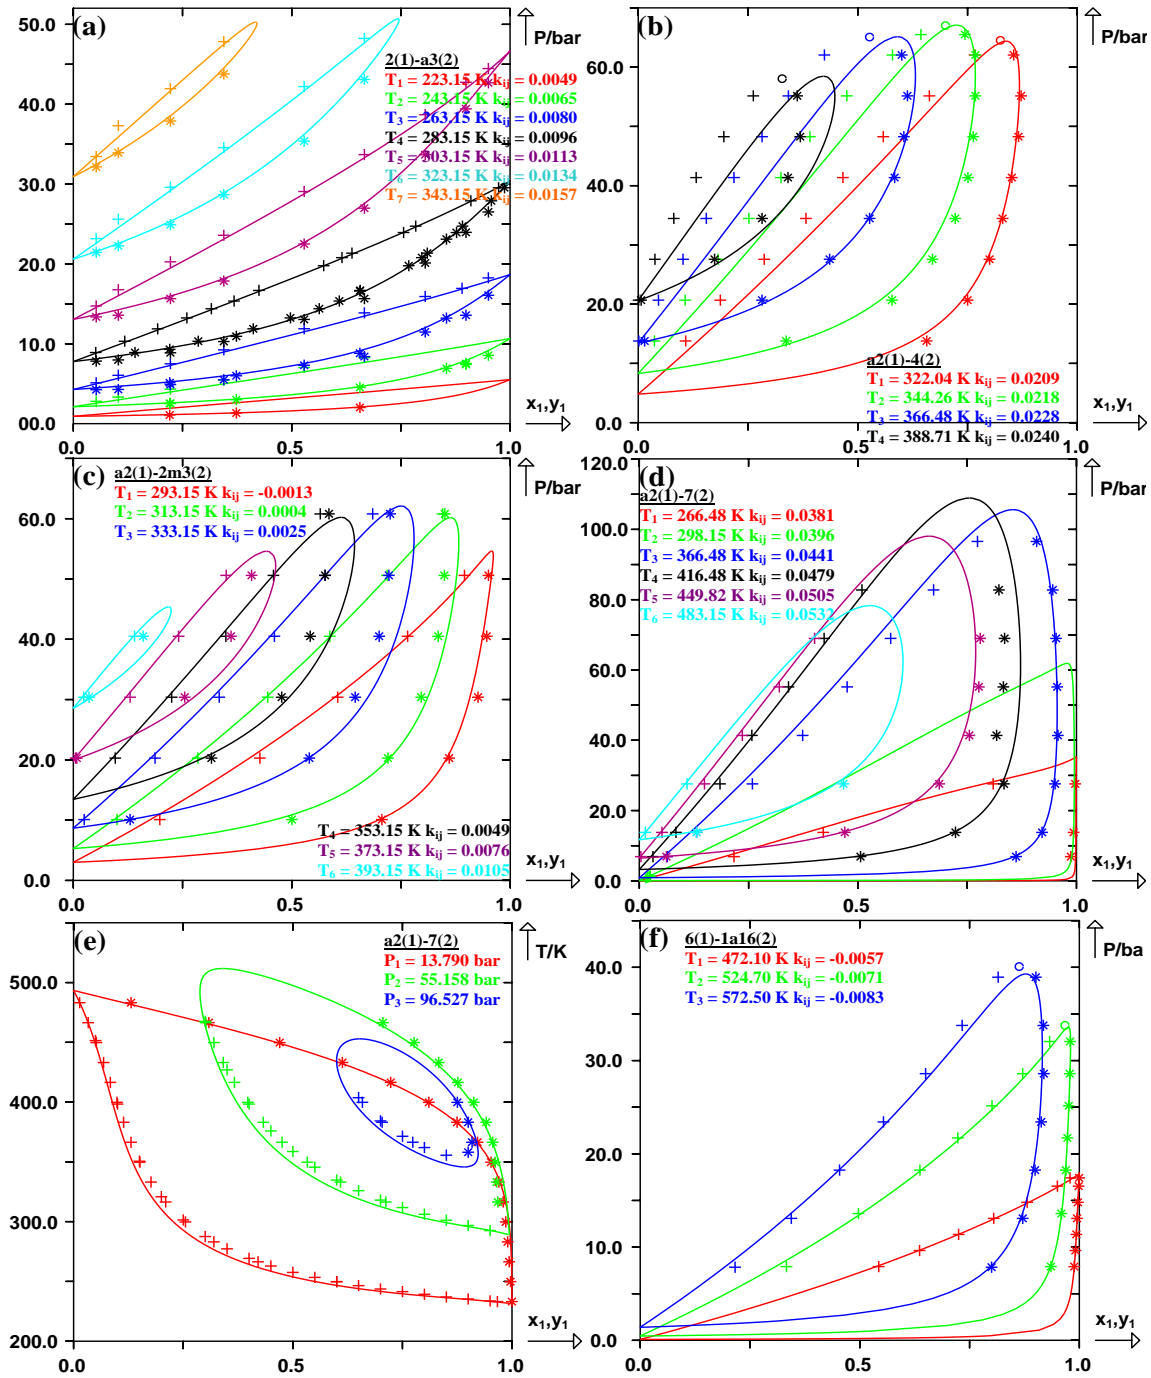 (a)
P/bar
50.0
40.0
30.0
20.0
10.0
00.0
2(1)-a3(2)
T1 = 223.15 K kij = 0.0049
T2 = 243.15 K kij = 0.0065
T3 = 263.15 K kij = 0.0080
T4 = 283.15 K kij = 0.0096
T5 = 303.15 K kij = 0.0113
T6 = 323.15 K kij = 0.0134
T7 = 343.15 K kij = 0.0157
x1,y1
0.0 0.5 1.0
(b)
P/bar
60.0
40.0
20.0
0.0
a2(1)-4(2)
T1 = 322.04 K kij = 0.0209
T2 = 344.26 K kij = 0.0218
T3 = 366.48 K kij = 0.0228
T4 = 388.71 K kij = 0.0240
x1,y1
0.0 0.5 1.0
(c)
P/bar
60.0
40.0
20.0
0.0
a2(1)-2m3(2)
T1 = 293.15 K kij = -0.0013
T2 = 313.15 K kij = 0.0004
T3 = 333.15 K kij = 0.0025
T4 = 353.15 K kij = 0.0049
T5 = 373.15 K kij = 0.0076
T6 = 393.15 K kij = 0.0105
x1,y1
0.0 0.5 1.0
(d)
P/bar
120.0
100.0
80.0
60.0
40.0
20.0
0.0
a2(1)-7(2)
T1 = 266.48 K kij = 0.0381
T2 = 298.15 K kij = 0.0396
T3 = 366.48 K kij = 0.0441
T4 = 416.48 K kij = 0.0479
T5 = 449.82 K kij = 0.0505
T6 = 483.15 K kij = 0.0532
x1,y1
0.0 0.5 1.0
(e)
T/K
500.0
400.0
300.0
200.0
a2(1)-7(2)
P1 = 13.790 bar
P2 = 55.158 bar
P3 = 96.527 bar
x1,y1
0.0 0.5 1.0
(f)
P/ba
40.0
30.0
20.0
10.0
0.0
6(1)-1a16(2)
T1 = 472.10 K kij = -0.0057
T2 = 524.70 K kij = -0.0071
T3 = 572.50 K kij = -0.0083
x1,y1
0.0 0.5 1.0